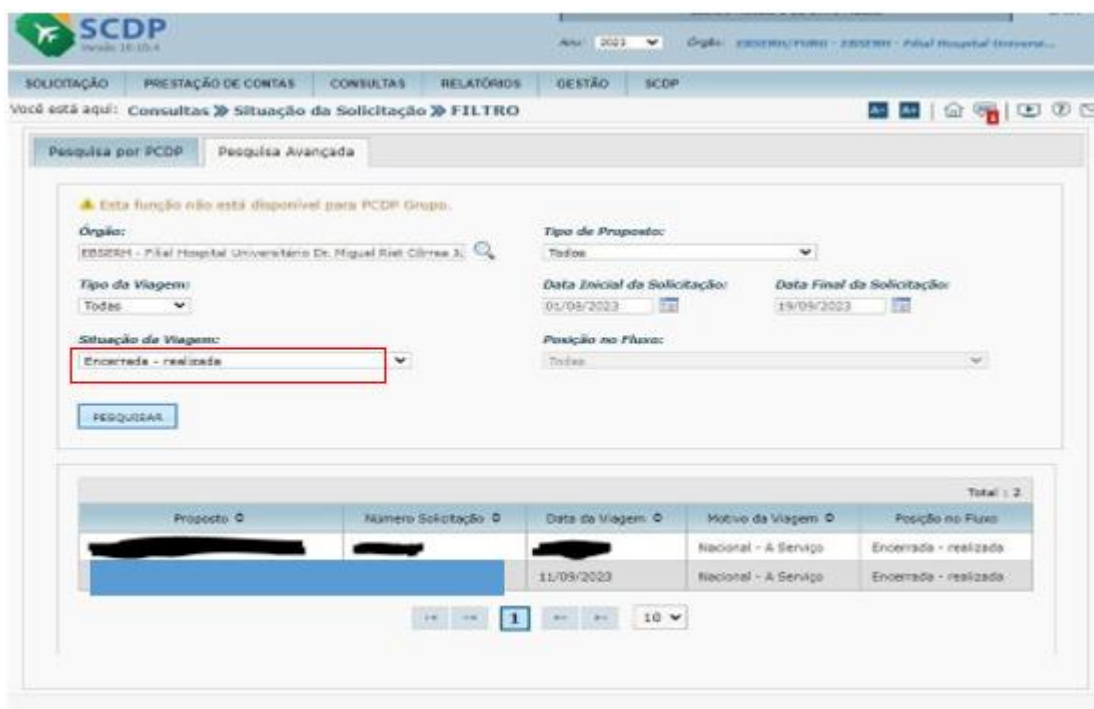 SCDP
Ano: 2023 Órgão:
SOLICITAÇÃO PRESTAÇÃO DE CONTAS CONSULTAS RELATÓRIOS GESTÃO SCDP
Você está aqui: Consultas » Situação da Solicitação » FILTRO A- A+
Pesquisa por PCDP Pesquisa Avançada
Esta função não está disponível para PCDP Grupo.
Órgão: Tipo de Proposto:
EBSERH - Filial Hospital Universitário Dr. Miguel Riet Côrrea J. Todos
Tipo da Viagem: Data Inicial da Solicitação: Data Final da Solicitação:
Todas 01/09/2023 19/09/2023
Situação da Viagem: Posição no Fluxo:
Encerrada - realizada Todas
PESQUISAR
Total : 2
Proposto Número Solicitação Data da Viagem Motivo da Viagem Posição no Fluxo
Nacional - A Serviço Encerrada - realizada
11/09/2023 Nacional - A Serviço Encerrada - realizada
1 10